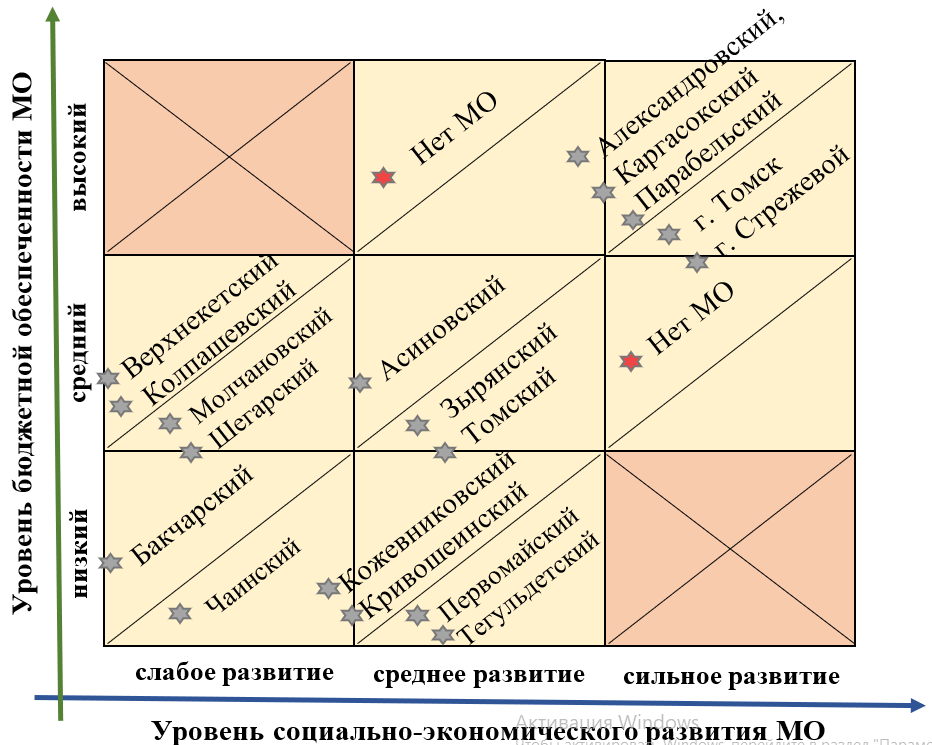 Уровень бюджетной обеспеченности МО
высокий
Нет МО
Александровский,
Каргасокский
Парабельский
г. Томск
г. Стрежевой
средний
Верхнекетский
Колпашевский
Молчановский
Шегарский
Асиновский
Зырянский
Томский
Нет МО
низкий
Бакчарский
Чаинский
Кожевниковский
Кривошеинский
Первомайский
Тегульдетский
слабое развитие
среднее развитие
сильное развитие
Уровень социально-экономического развития МО
Активация Windows